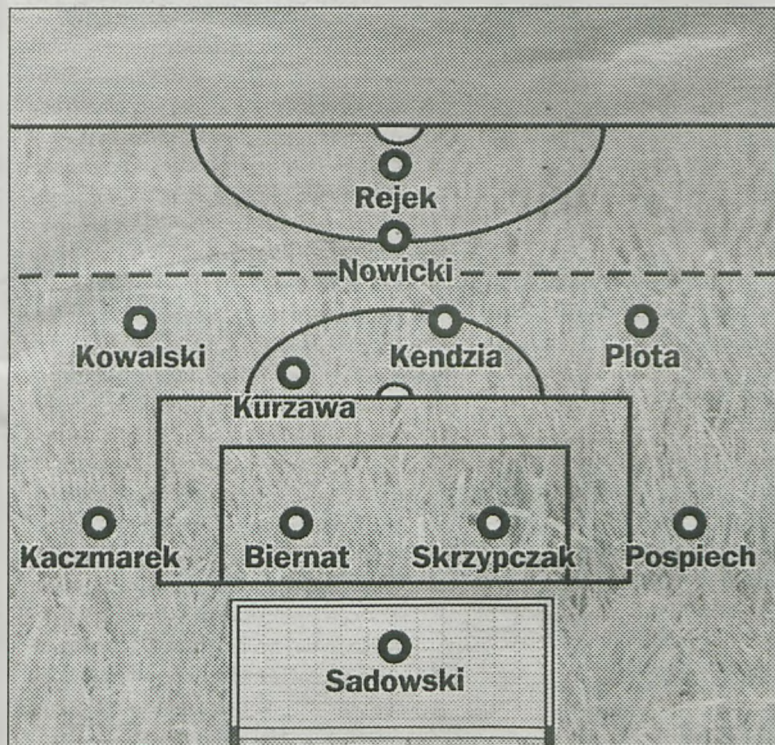 Rejek
Nowicki
Kowalski Kendzia Plota
Kurzawa
Kaczmarek Biernat Skrzypczak Pospiech
Sadowski